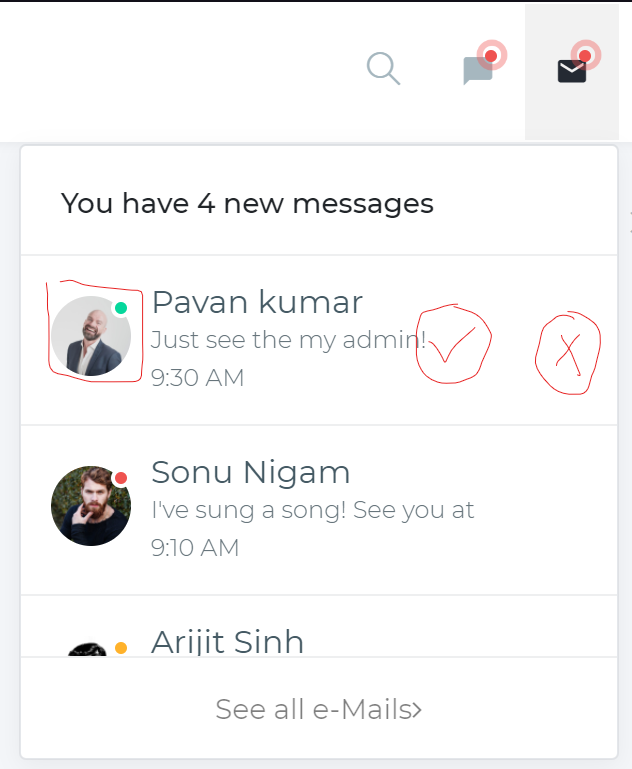 You have 4 new messages
Pavan kumar
Just see the my admin!
9:30 AM
Sonu Nigam
I've sung a song! See you at
9:10 AM
Arijit Sinh
See all e-Mails